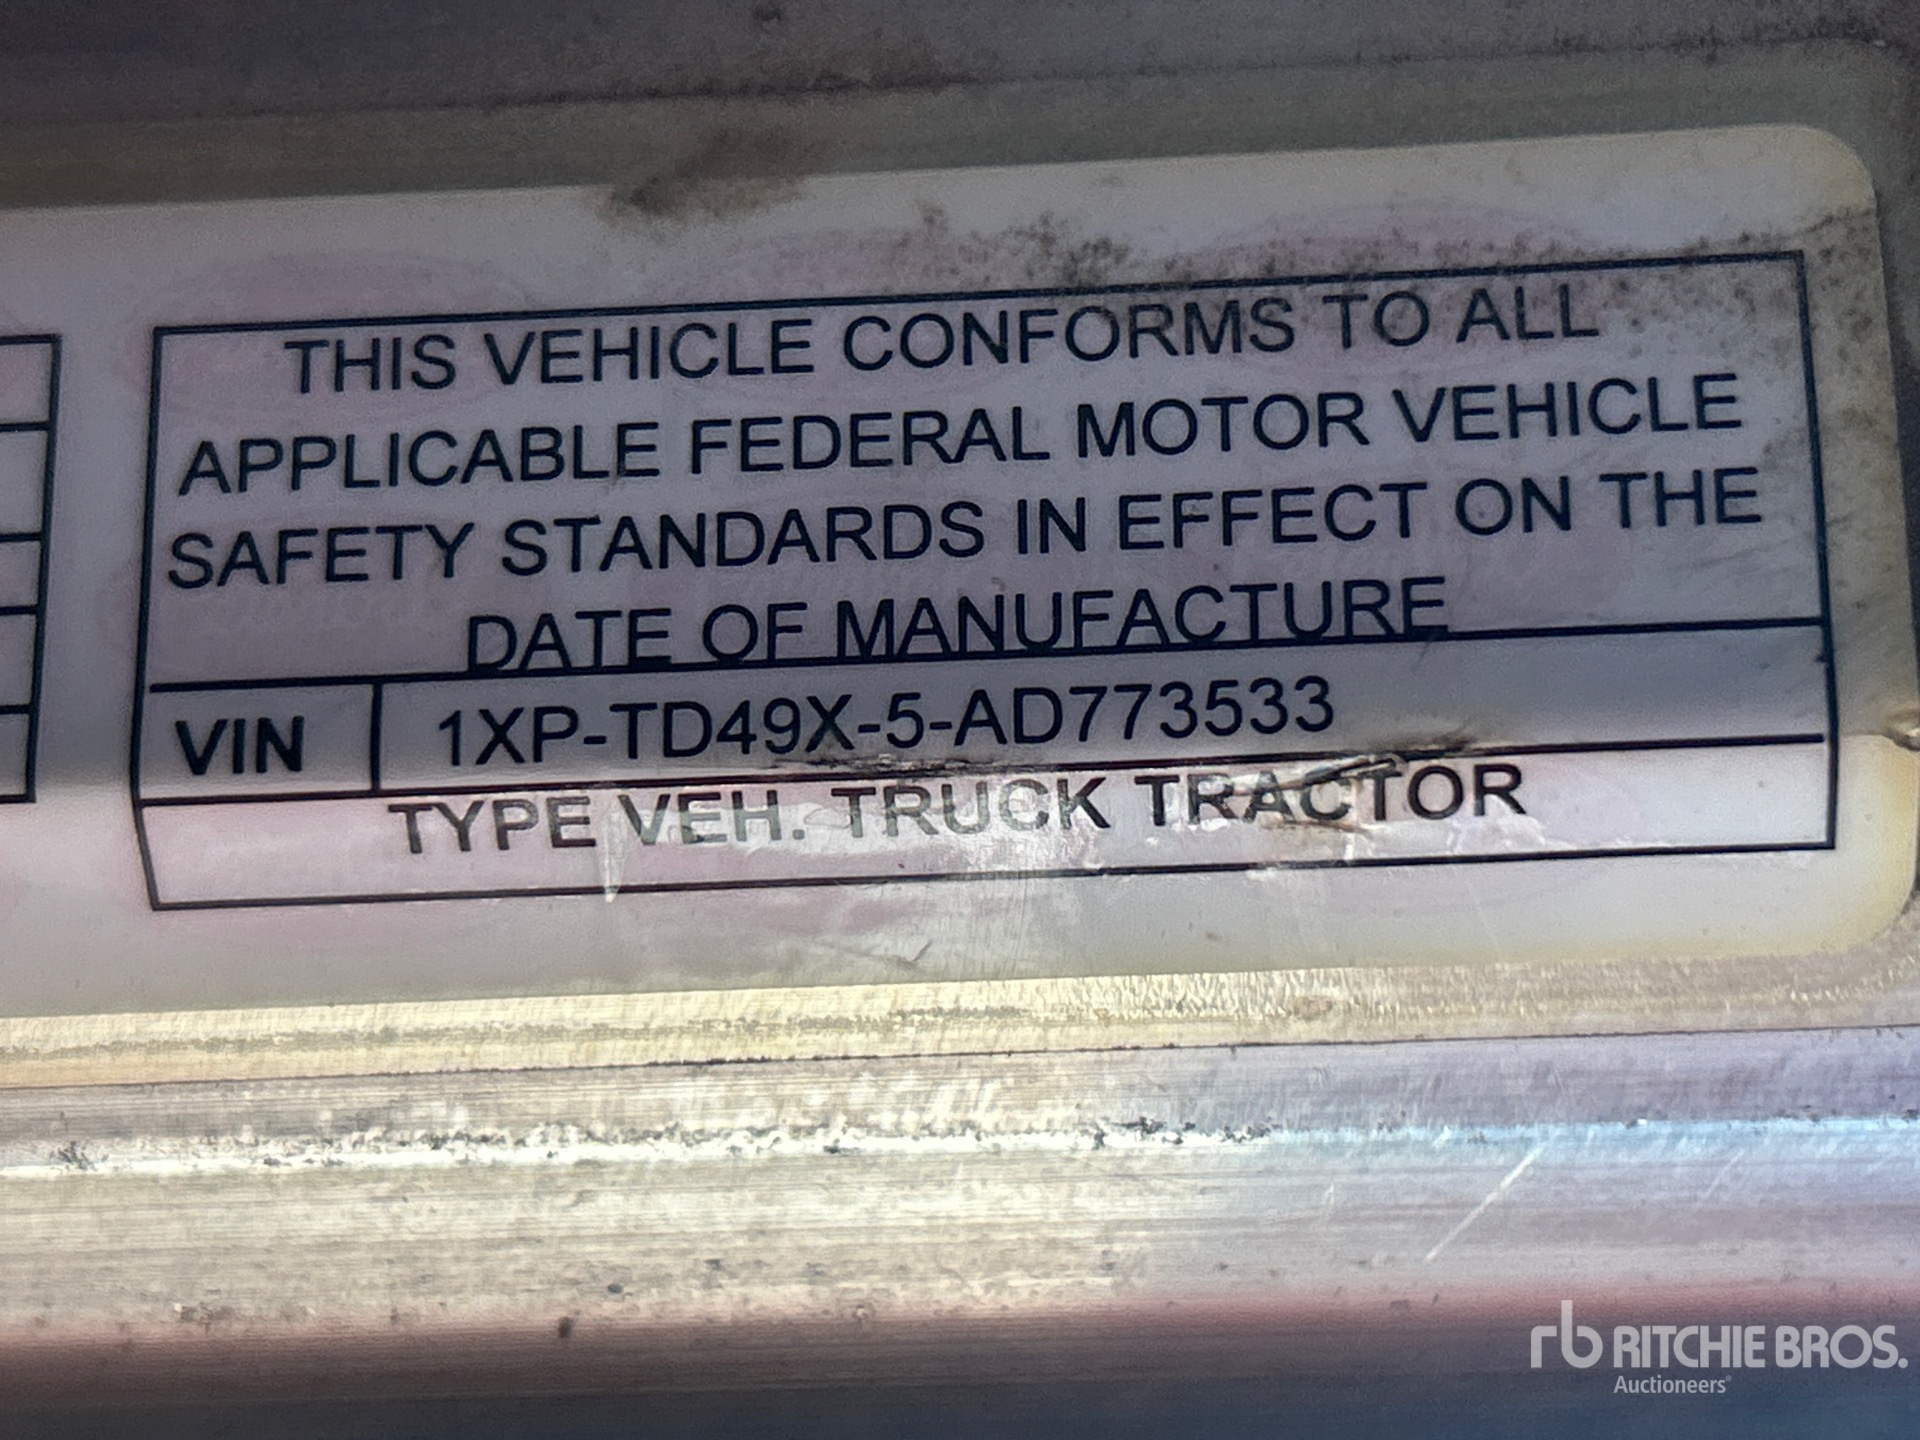 THIS VEHICLE CONFORMS TO ALL
APPLICABLE FEDERAL MOTOR VEHICLE
SAFETY STANDARDS IN EFFECT ON THE
DATE OF MANUFACTURE
VIN 1XP-TD49X-5-AD773533
TYPE VEH. TRUCK TRACTOR
rb RITCHIE BROS.
Auctioneers